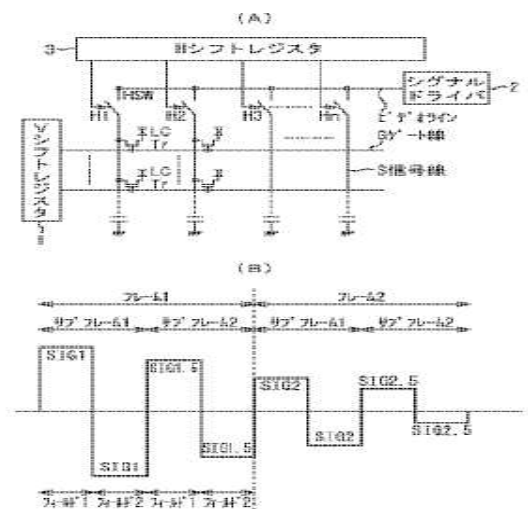 (A)
3
Hシフトレジスタ
シグナル
ドライバ
2
HSW
H1
H2
H3
Hn
ビデオライン
Gゲート線
LC
Tr
S信号線
Vシフトレジスタ
LC
Tr
(B)
フレーム1
フレーム2
サブフレーム1
サブフレーム2
サブフレーム1
サブフレーム2
SIG1
SIG1.5
SIG2
SIG2.5
SIG1
SIG1.5
SIG2
SIG2.5
フィールド1
フィールド2
フィールド1
フィールド2